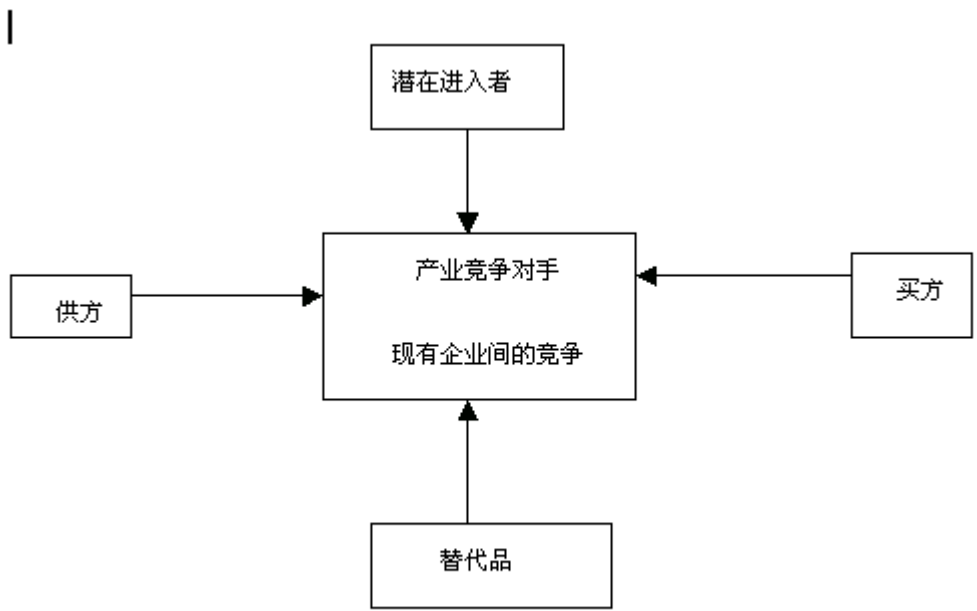 潜在进入者
产业竞争对手
现有企业间的竞争
供方
买方
替代品